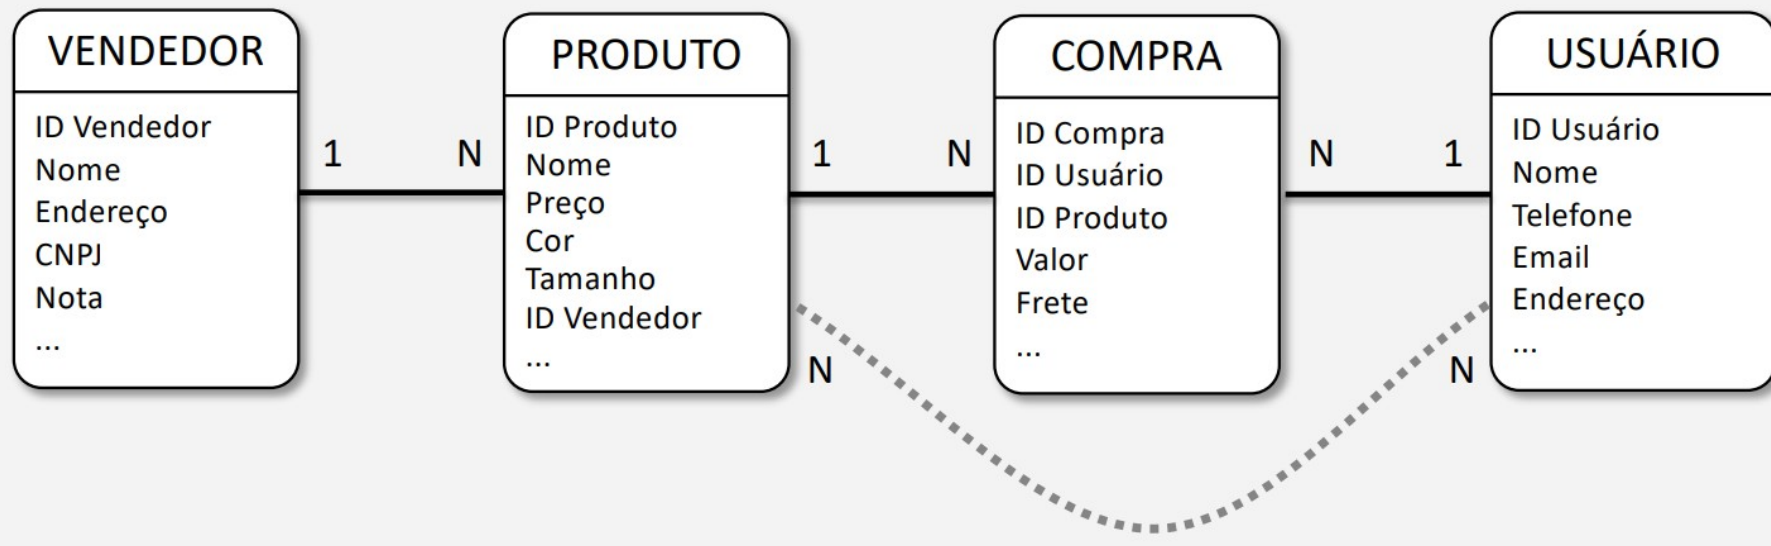 VENDEDOR
ID Vendedor
Nome
Endereço
CNPJ
Nota
...
1 N
PRODUTO
ID Produto
Nome
Preço
Cor
Tamanho
ID Vendedor
...
1 N
COMPRA
ID Compra
ID Usuário
ID Produto
Valor
Frete
...
N 1
USUÁRIO
ID Usuário
Nome
Telefone
Email
Endereço
...
N N